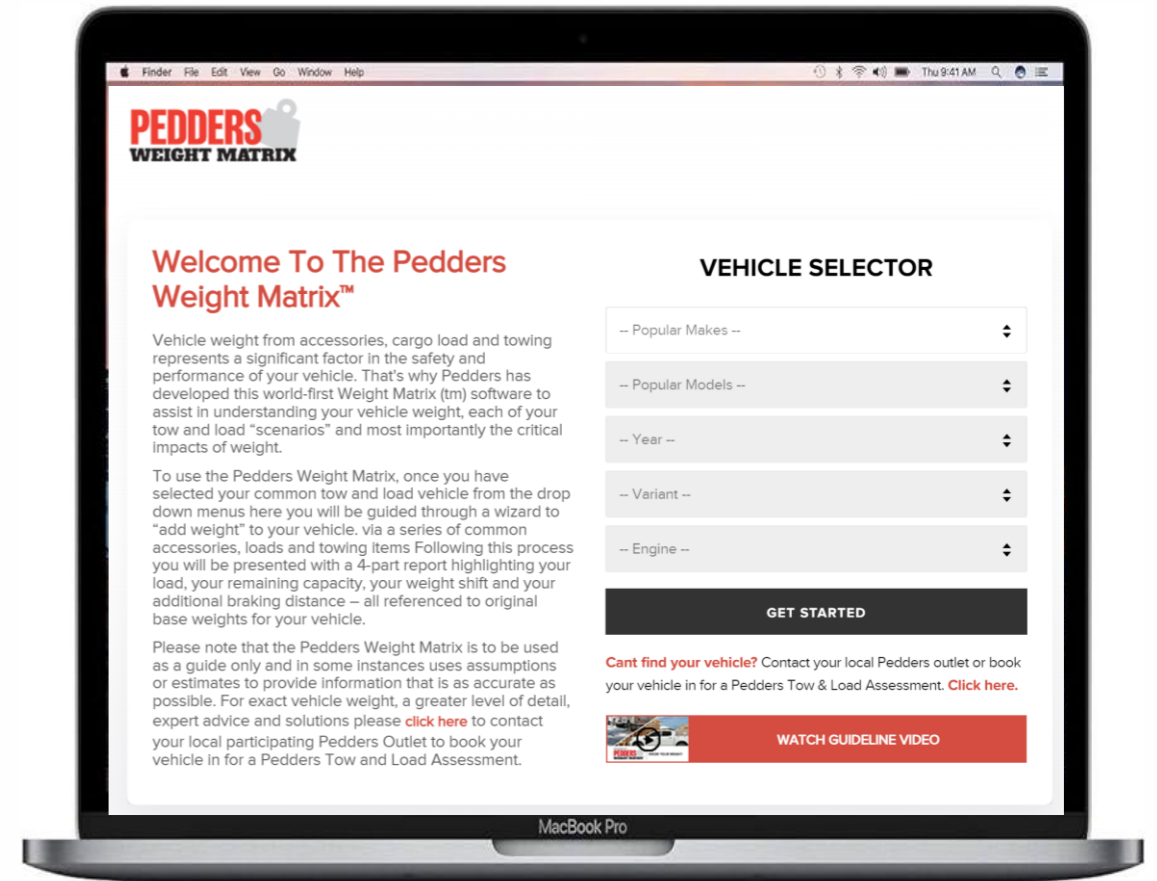 Finder File Edit View Go Window Help
Thu 9:41 AM
PEDDERS
WEIGHT MATRIX
Welcome To The Pedders
Weight Matrix™
Vehicle weight from accessories, cargo load and towing
represents a significant factor in the safety and
performance of your vehicle. That's why Pedders has
developed this world-first Weight Matrix (tm) software to
assist in understanding your vehicle weight, each of your
tow and load “scenarios” and most importantly the critical
impacts of weight.
To use the Pedders Weight Matrix, once you have
selected your common tow and load vehicle from the drop
down menus here you will be guided through a wizard to
“add weight” to your vehicle. via a series of common
accessories, loads and towing items Following this process
you will be presented with a 4-part report highlighting your
load, your remaining capacity, your weight shift and your
additional braking distance – all referenced to original
base weights for your vehicle.
Please note that the Pedders Weight Matrix is to be used
as a guide only and in some instances uses assumptions
or estimates to provide information that is as accurate as
possible. For exact vehicle weight, a greater level of detail,
expert advice and solutions please click here to contact
your local participating Pedders Outlet to book your
vehicle in for a Pedders Tow and Load Assessment.
VEHICLE SELECTOR
-- Popular Makes --
-- Popular Models --
-- Year --
-- Variant --
-- Engine --
GET STARTED
Cant find your vehicle? Contact your local Pedders outlet or book
your vehicle in for a Pedders Tow & Load Assessment. Click here.
PEDDERS
WEIGHT MATRIX
WATCH GUIDELINE VIDEO
MacBook Pro